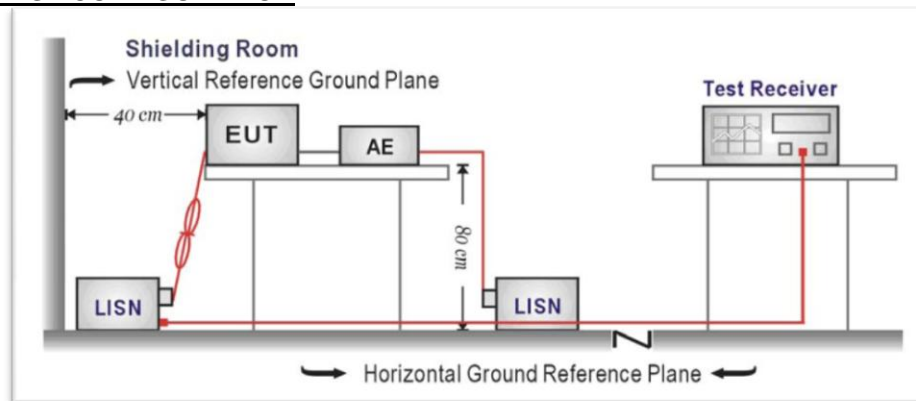 Shielding Room
Vertical Reference Ground Plane
Test Receiver
40 cm
EUT
AE
80 cm
LISN
LISN
Horizontal Ground Reference Plane